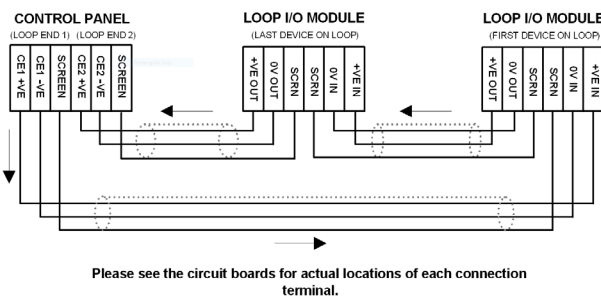 CONTROL PANEL
(LOOP END 1) (LOOP END 2)
CE1 +VE
CE1 -VE
SCREEN
CE2 +VE
CE2 -VE
SCREEN
LOOP I/O MODULE
(LAST DEVICE ON LOOP)
+VE OUT
0V OUT
SCRN
SCRN
0V IN
+VE IN
LOOP I/O MODULE
(FIRST DEVICE ON LOOP)
+VE OUT
0V OUT
SCRN
SCRN
0V IN
+VE IN
Please see the circuit boards for actual locations of each connection
terminal.